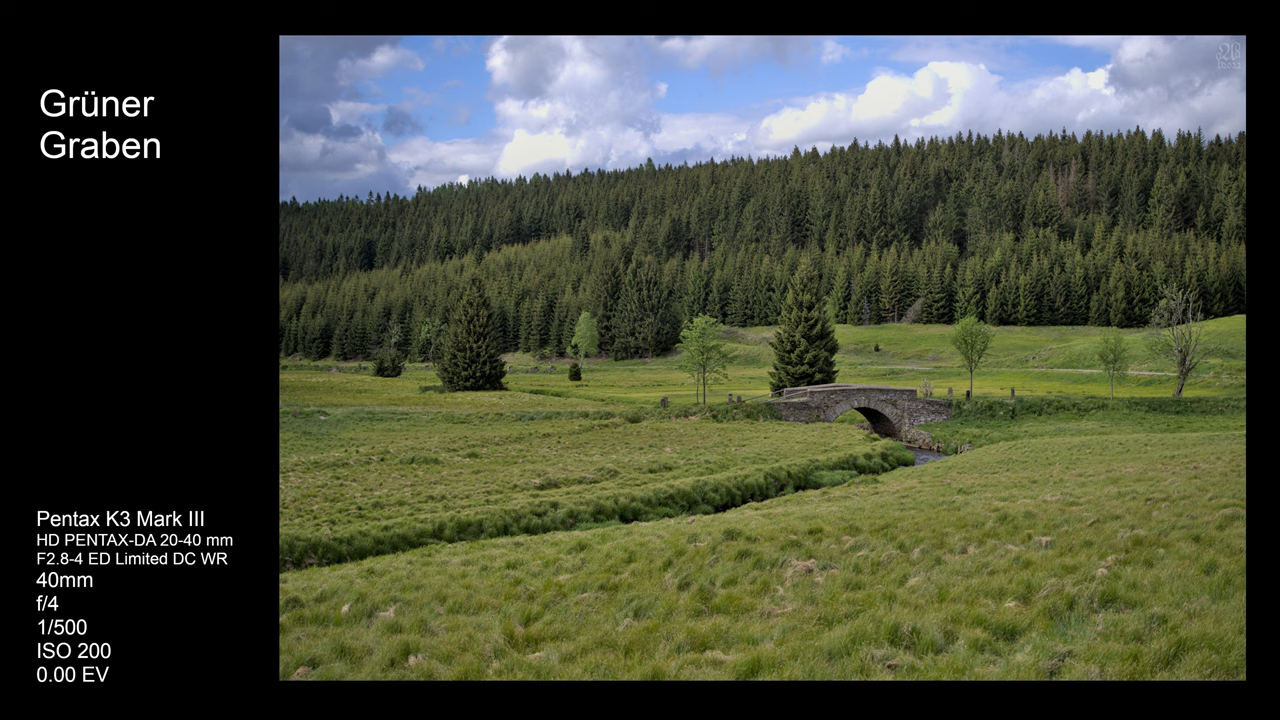 Grüner
Graben
Pentax K3 Mark III
HD PENTAX-DA 20-40 mm
F2.8-4 ED Limited DC WR
40mm
f/4
1/500
ISO 200
0.00 EV